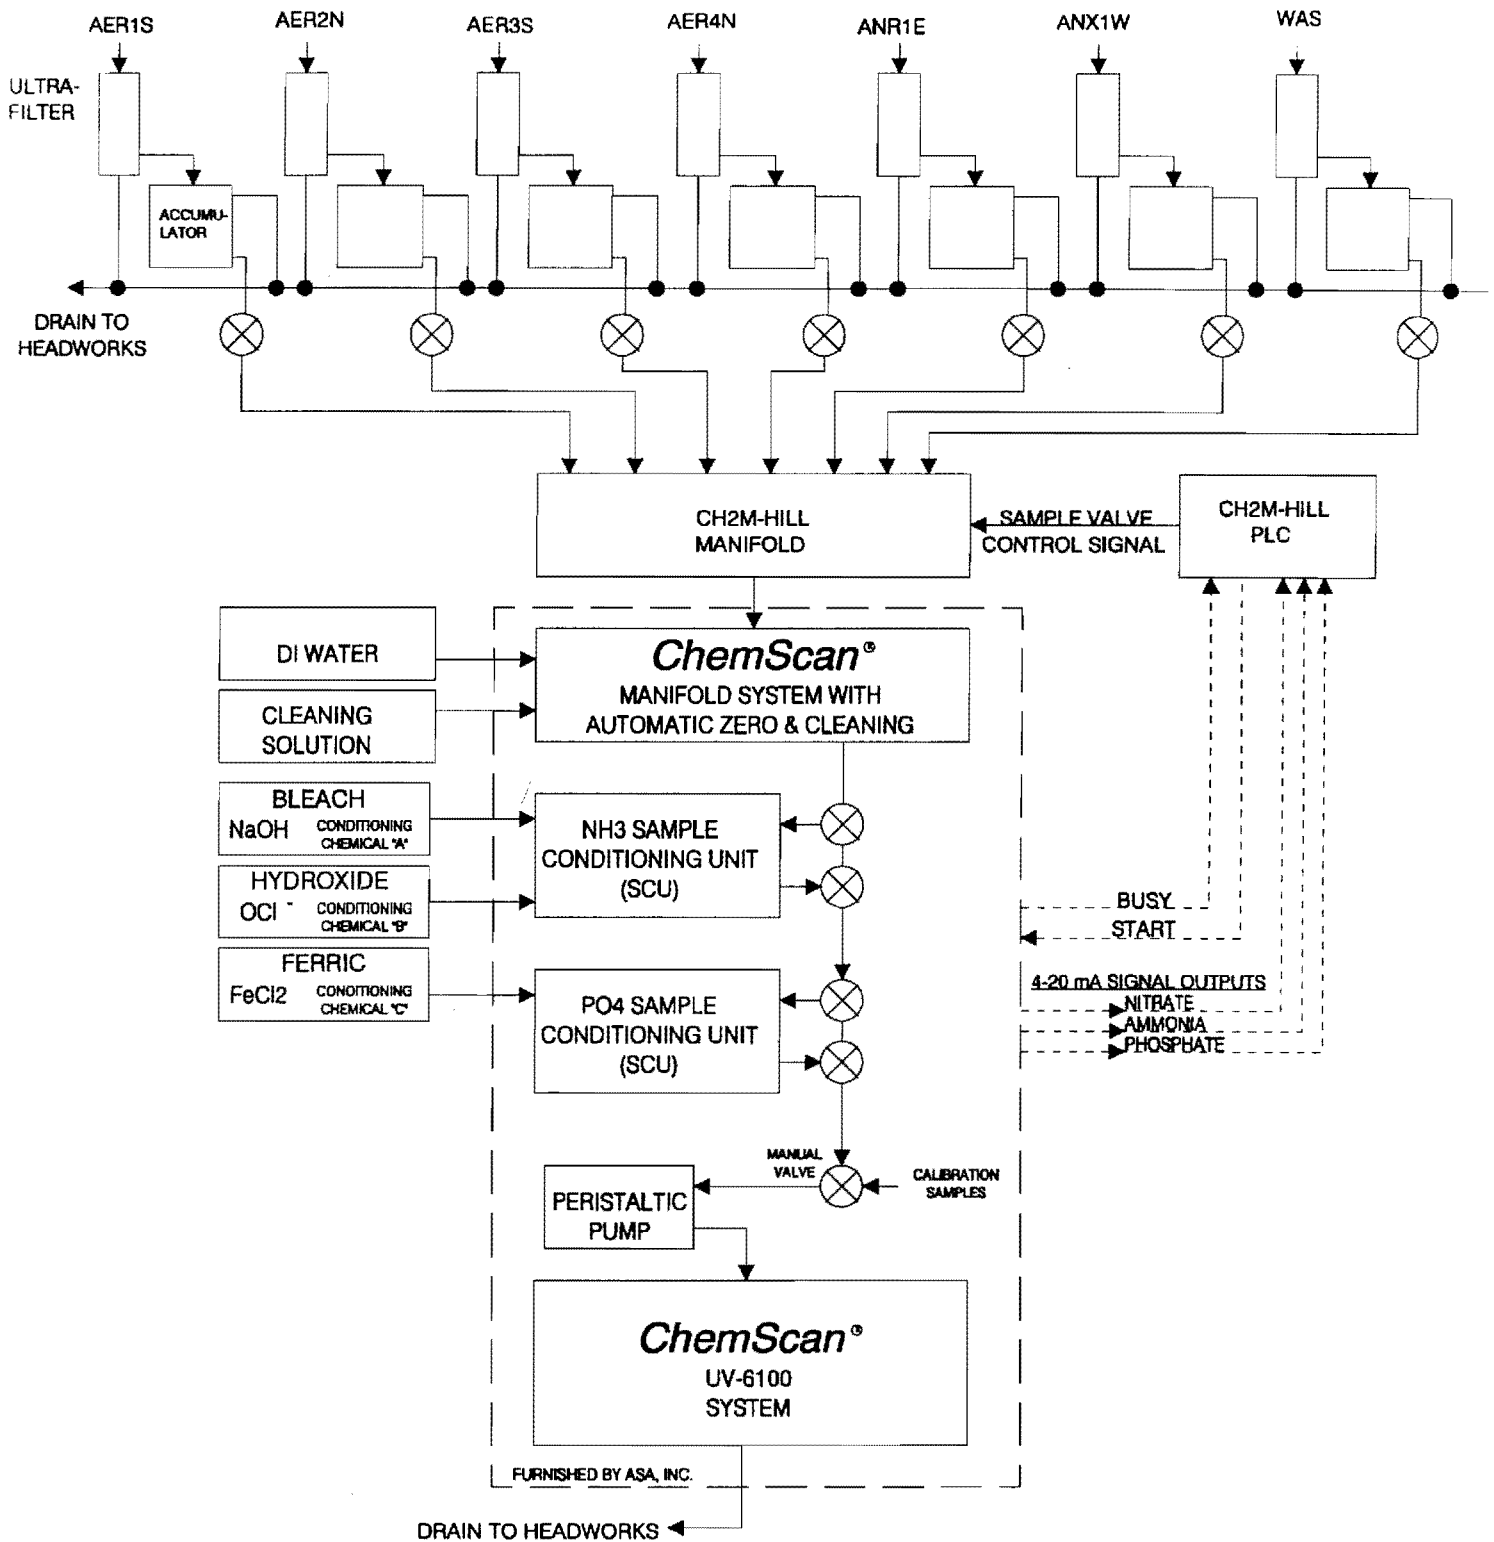 AER1S
AER2N
AER3S
AER4N
ANR1E
ANX1W
WAS
ULTRA-
FILTER
ACCUMU-
LATOR
DRAIN TO
HEADWORKS
CH2M-HILL
MANIFOLD
SAMPLE VALVE
CONTROL SIGNAL
CH2M-HILL
PLC
DI WATER
CLEANING
SOLUTION
ChemScan®
MANIFOLD SYSTEM WITH
AUTOMATIC ZERO & CLEANING
BLEACH
NaOH
CONDITIONING
CHEMICAL "A"
HYDROXIDE
OCl -
CONDITIONING
CHEMICAL "B"
FERRIC
FeCl2
CONDITIONING
CHEMICAL "C"
NH3 SAMPLE
CONDITIONING UNIT
(SCU)
PO4 SAMPLE
CONDITIONING UNIT
(SCU)
BUSY
START
4-20 mA SIGNAL OUTPUTS
NITRATE
AMMONIA
PHOSPHATE
MANUAL
VALVE
CALIBRATION
SAMPLES
PERISTALTIC
PUMP
ChemScan®
UV-6100
SYSTEM
FURNISHED BY ASA, INC.
DRAIN TO HEADWORKS